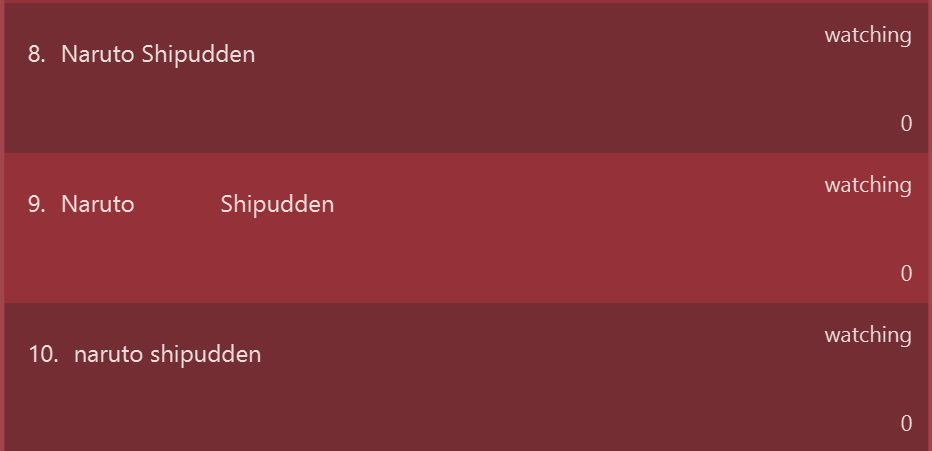 watching
8. Naruto Shipudden
0
watching
9. Naruto Shipudden
0
watching
10. naruto shipudden
0